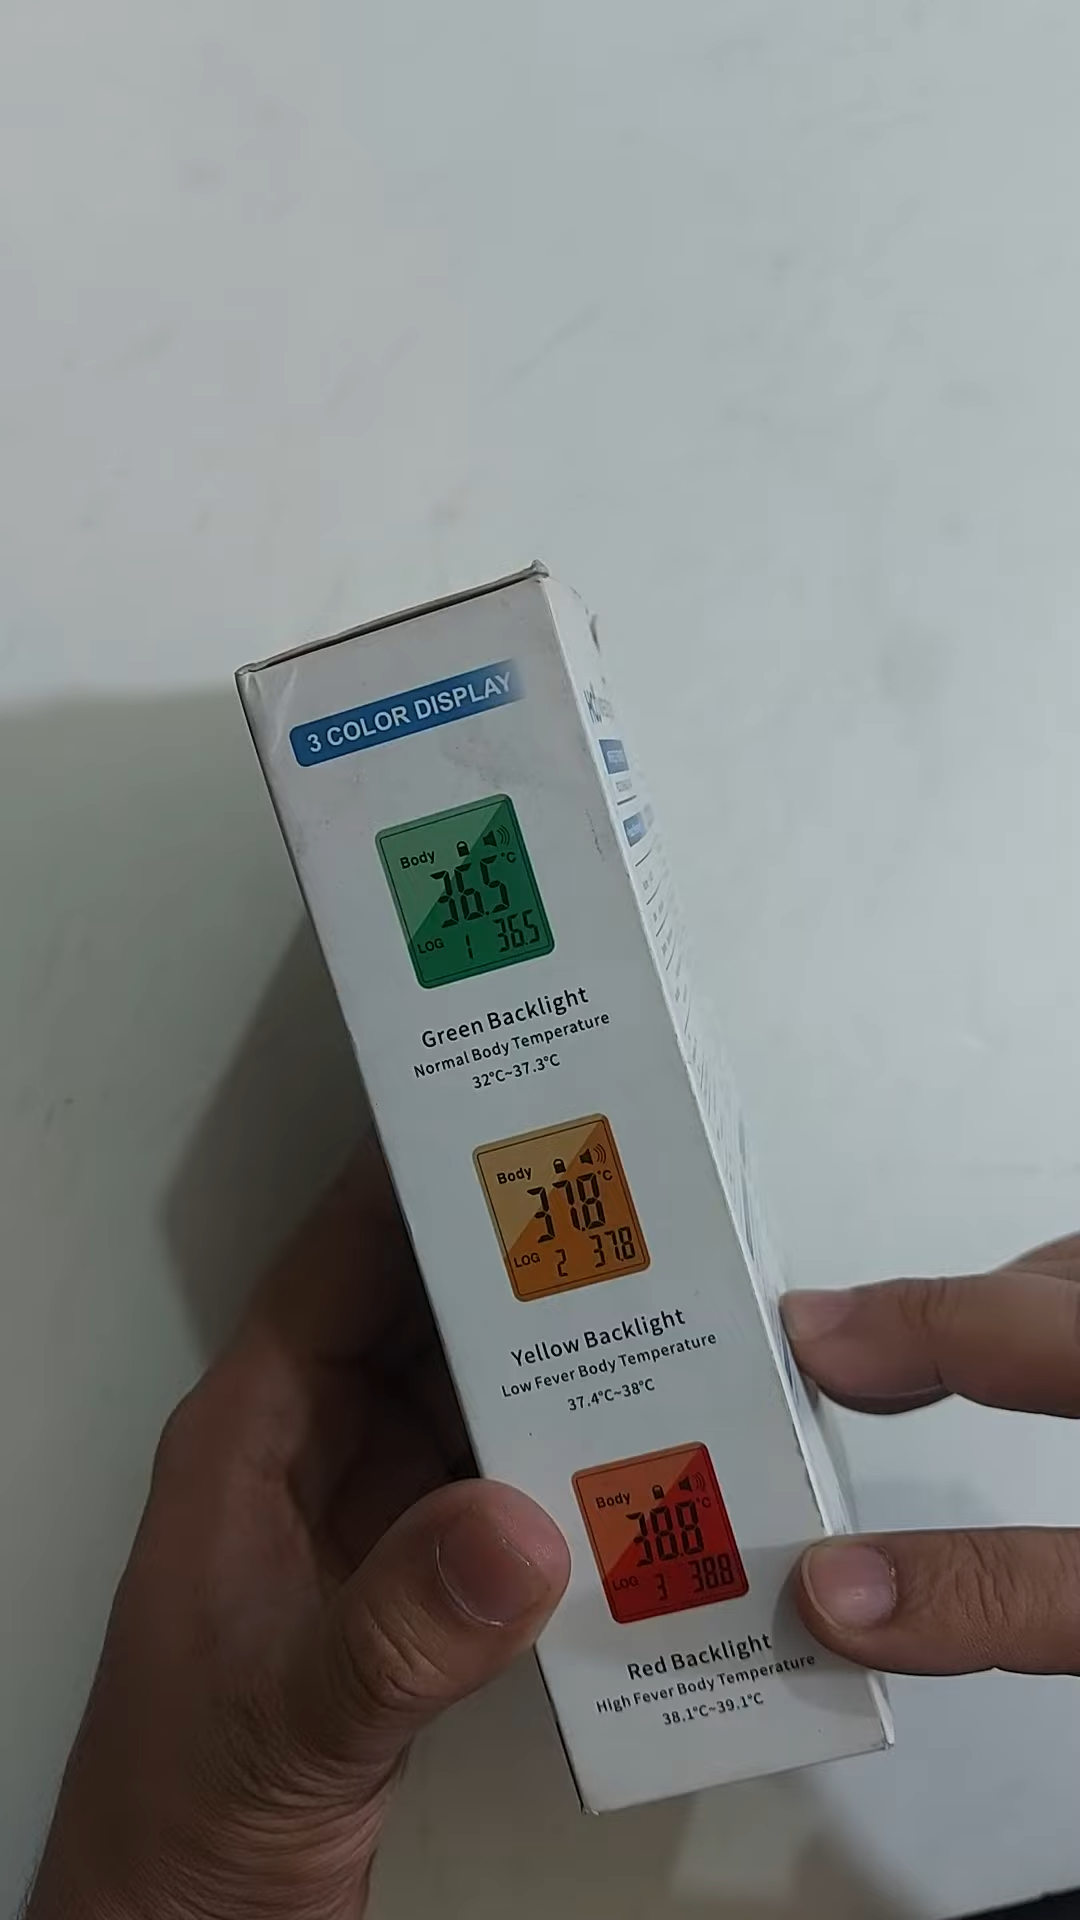 3 COLOR DISPLAY
Body
36.5 °C
LOG 1 36.5
Green Backlight
Normal Body Temperature
32°C~37.3°C
Body
37.8 °C
LOG 2 37.8
Yellow Backlight
Low Fever Body Temperature
37.4°C~38°C
Body
38.8 °C
LOG 3 38.8
Red Backlight
High Fever Body Temperature
38.1°C~39.1°C